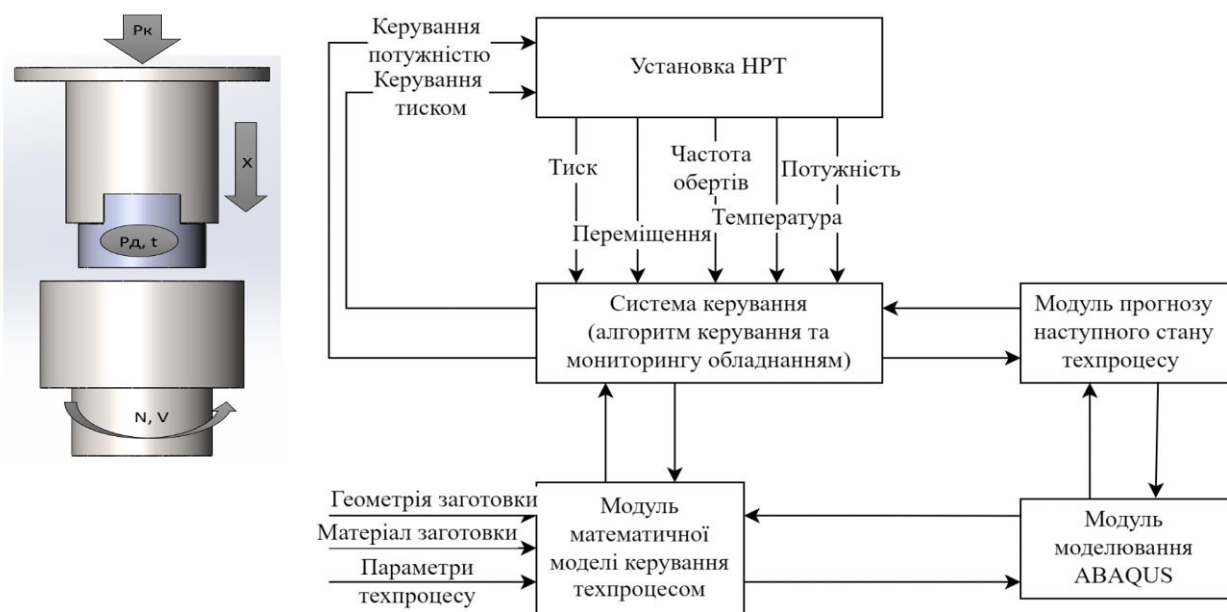 Рк
X
Рд, t
N, V
Керування
потужністю
Керування
тиском
Установка НРТ
Тиск
Переміщення
Частота
обертів
Температура
Потужність
Система керування
(алгоритм керування та
мониторингу обладнанням)
Модуль прогнозу
наступного стану
техпроцесу
Геометрія заготовки
Матеріал заготовки
Параметри
техпроцесу
Модуль
математичної
моделі керування
техпроцесом
Модуль
моделювання
ABAQUS